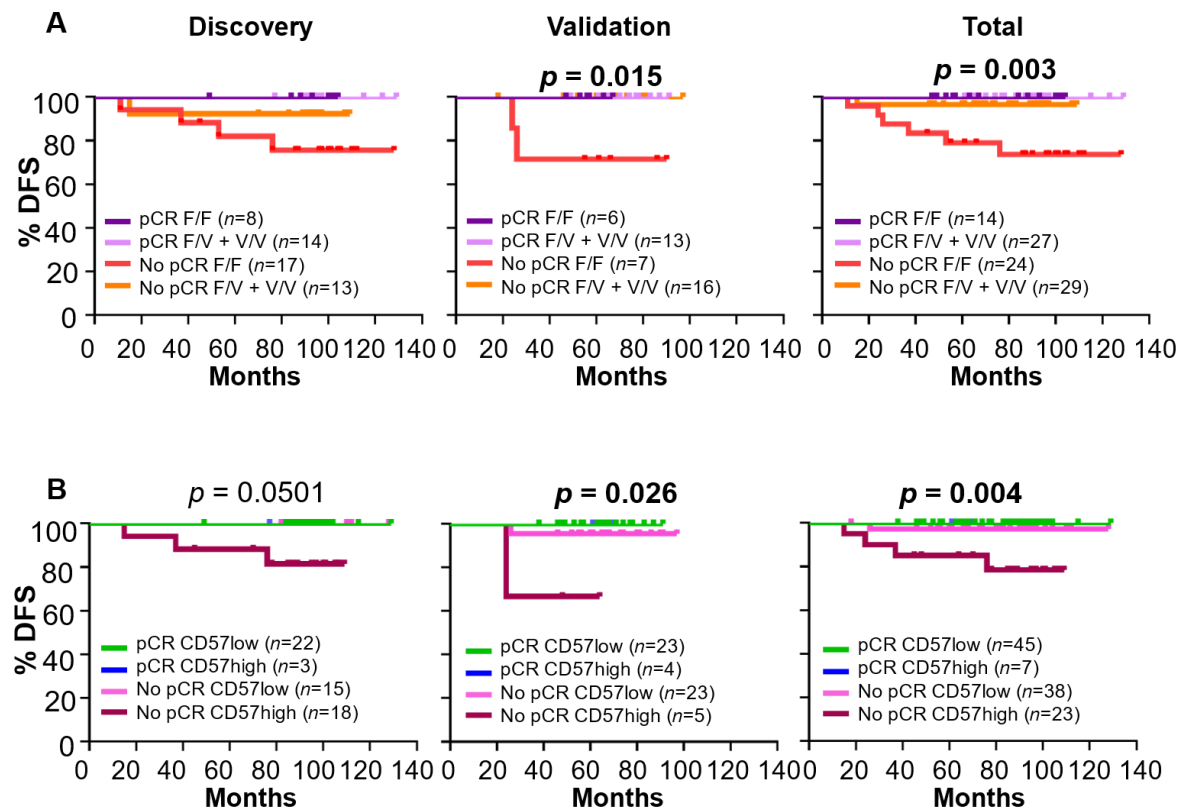 A
Discovery
Validation
Total
p = 0.015
p = 0.003
% DFS
100
80
60
40
20
0
pCR F/F (n=8)
pCR F/V + V/V (n=14)
No pCR F/F (n=17)
No pCR F/V + V/V (n=13)
pCR F/F (n=6)
pCR F/V + V/V (n=13)
No pCR F/F (n=7)
No pCR F/V + V/V (n=16)
pCR F/F (n=14)
pCR F/V + V/V (n=27)
No pCR F/F (n=24)
No pCR F/V + V/V (n=29)
0 20 40 60 80 100 120 140
0 20 40 60 80 100 120 140
0 20 40 60 80 100 120 140
Months
Months
Months
B
p = 0.0501
p = 0.026
p = 0.004
% DFS
100
80
60
40
20
0
pCR CD57low (n=22)
pCR CD57high (n=3)
No pCR CD57low (n=15)
No pCR CD57high (n=18)
pCR CD57low (n=23)
pCR CD57high (n=4)
No pCR CD57low (n=23)
No pCR CD57high (n=5)
pCR CD57low (n=45)
pCR CD57high (n=7)
No pCR CD57low (n=38)
No pCR CD57high (n=23)
0 20 40 60 80 100 120 140
0 20 40 60 80 100 120 140
0 20 40 60 80 100 120 140
Months
Months
Months